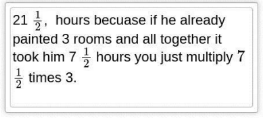 21 1/2, hours becuase if he already
painted 3 rooms and all together it
took him 7 1/2 hours you just multiply 7
1/2 times 3.